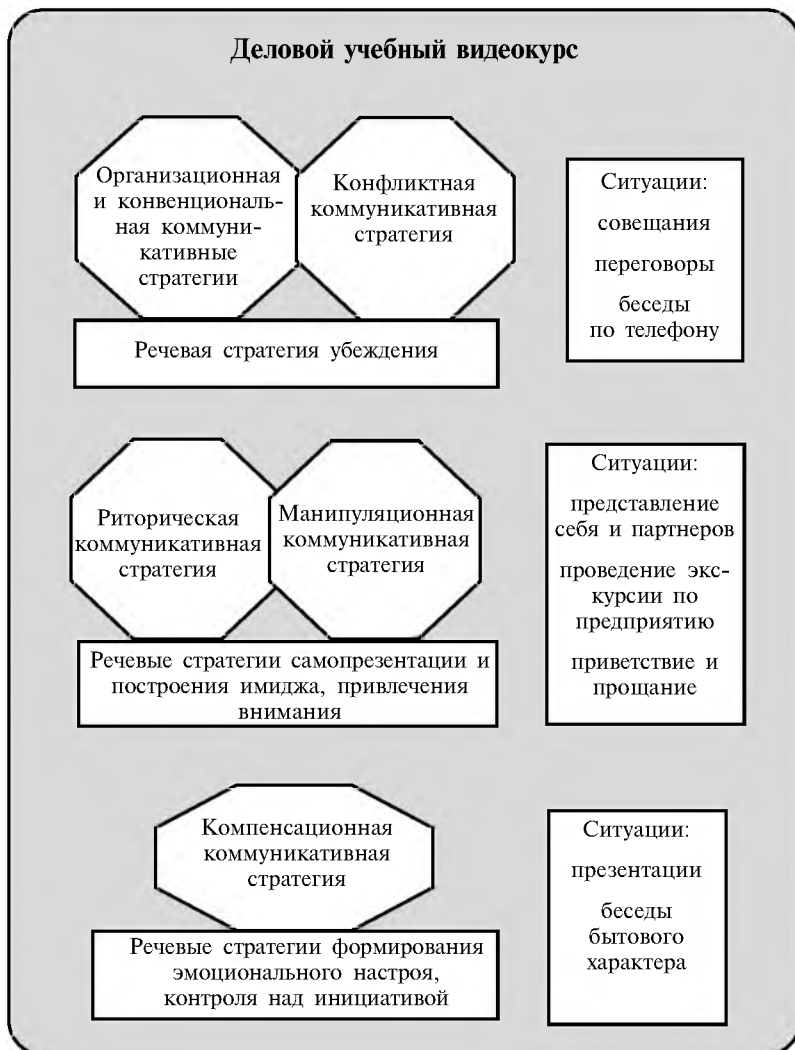 Деловой учебный видеокурс
Организационная
и конвенциональ-
ная коммуни-
кативные
стратегии
Конфликтная
коммуникативная
стратегия
Речевая стратегия убеждения
Ситуации:
совещания
переговоры
беседы
по телефону
Риторическая
коммуникативная
стратегия
Манипуляционная
коммуникативная
стратегия
Речевые стратегии самопрезентации и
построения имиджа, привлечения
внимания
Ситуации:
представление
себя и партнеров
проведение экс-
курсии по
предприятию
приветствие и
прощание
Компенсационная
коммуникативная
стратегия
Речевые стратегии формирования
эмоционального настроя,
контроля над инициативой
Ситуации:
презентации
беседы
бытового
характера